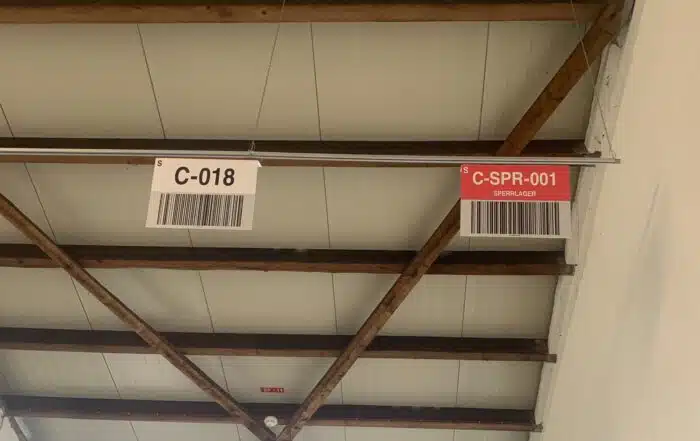 S
C-018
S
C-SPR-001
SPERRLAGER